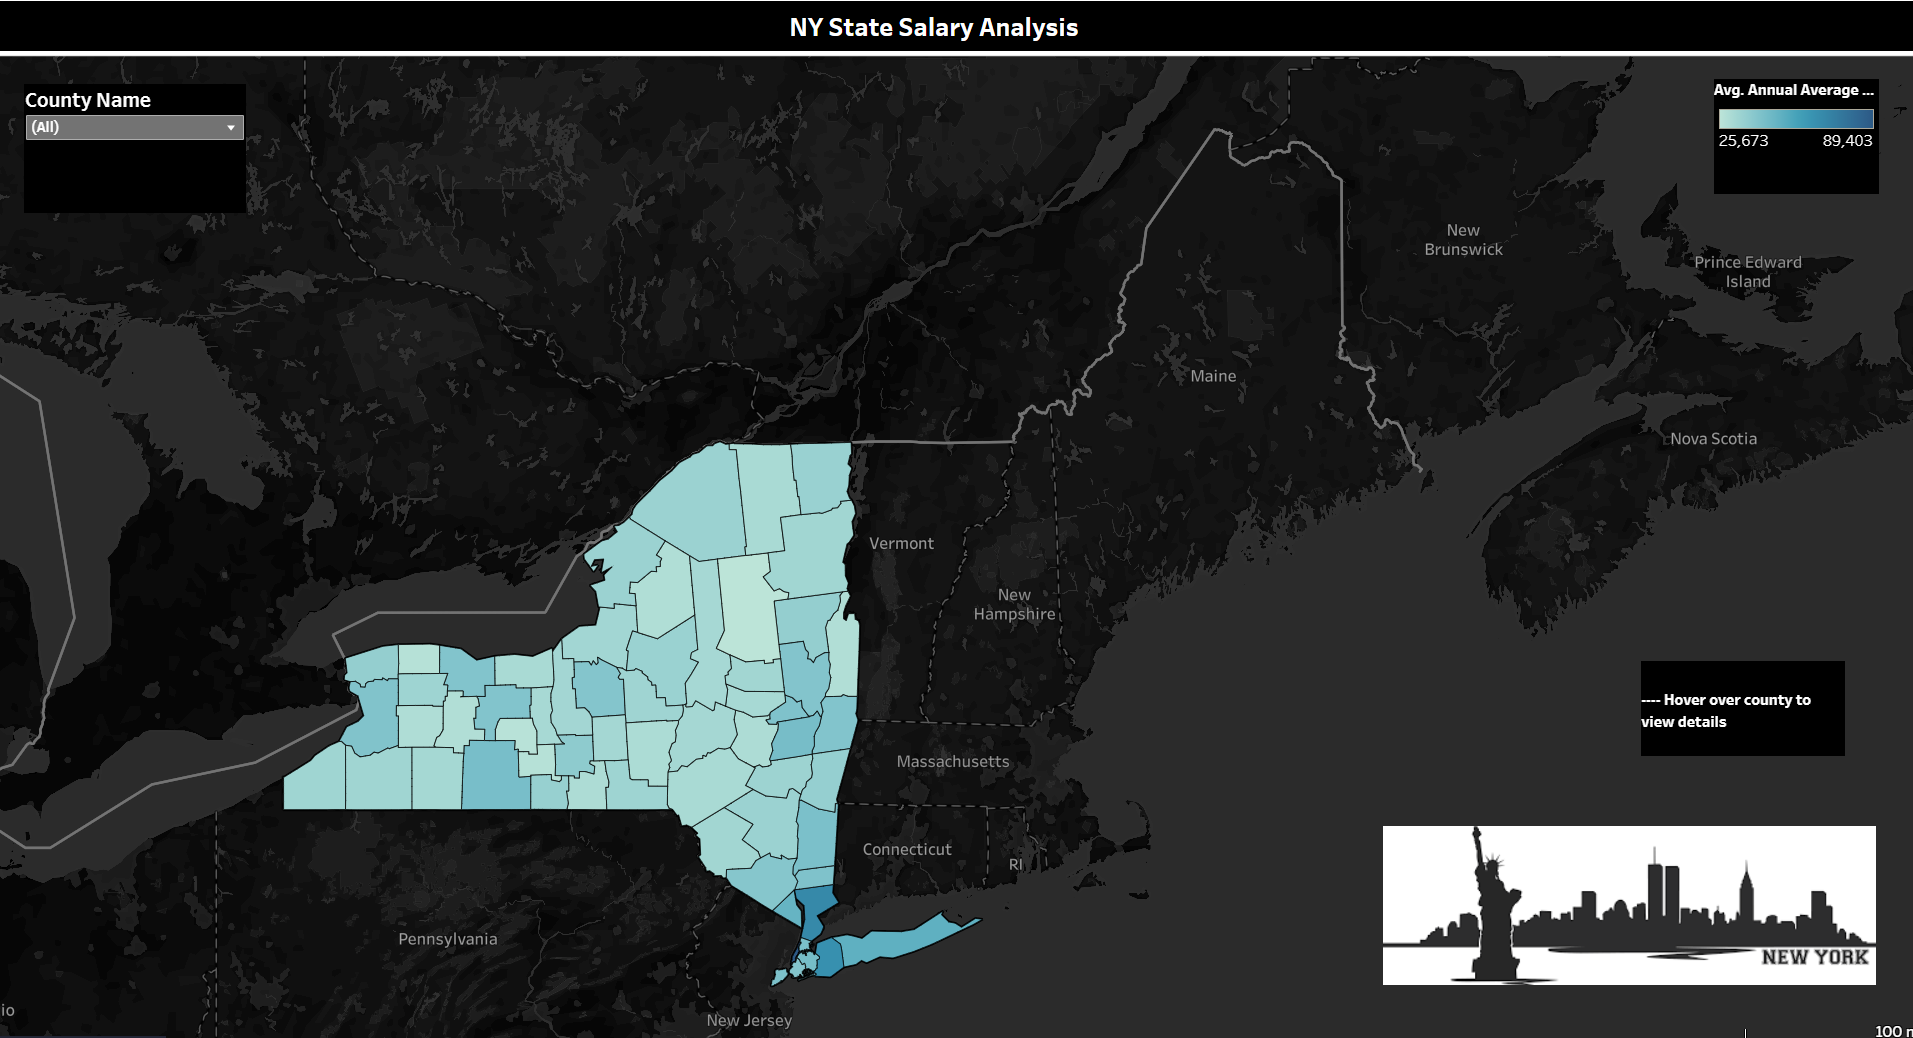 NY State Salary Analysis
County Name
(All)
Avg. Annual Average ...
25,673 89,403
New
Brunswick
Prince Edward
Island
Maine
Nova Scotia
Vermont
New
Hampshire
---- Hover over county to
view details
Massachusetts
Connecticut
RI
Pennsylvania
NEW YORK
io
New Jersey
100 m